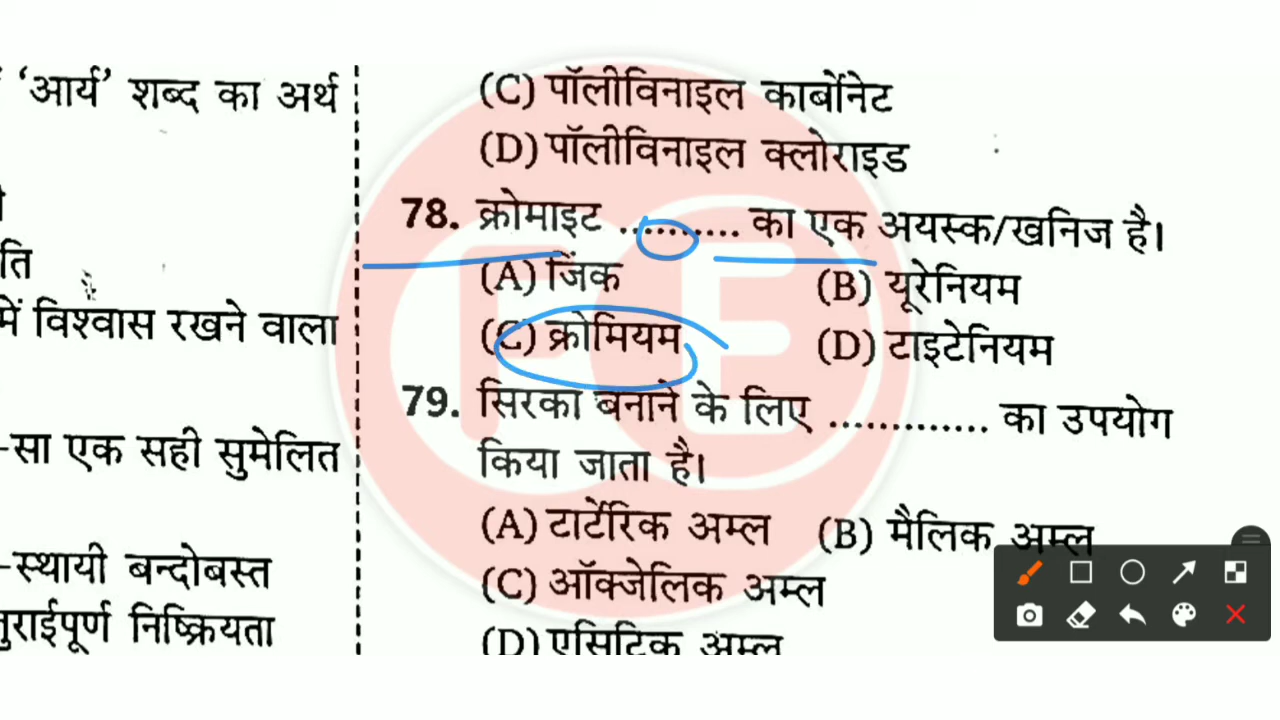 ‘आर्य’ शब्द का अर्थ
ति
में विश्वास रखने वाला
-सा एक सही सुमेलित
-स्थायी बन्दोबस्त
तुराईपूर्ण निष्क्रियता
(C) पॉलीविनाइल कार्बोनेट
(D) पॉलीविनाइल क्लोराइड
78. क्रोमाइट .......... का एक अयस्क/खनिज है।
(A) जिंक (B) यूरेनियम
(C) क्रोमियम (D) टाइटेनियम
79. सिरका बनाने के लिए ............. का उपयोग
किया जाता है।
(A) टार्टेरिक अम्ल (B) मैलिक अम्ल
(C) ऑक्जेलिक अम्ल
(D) एसिटिक अम्ल